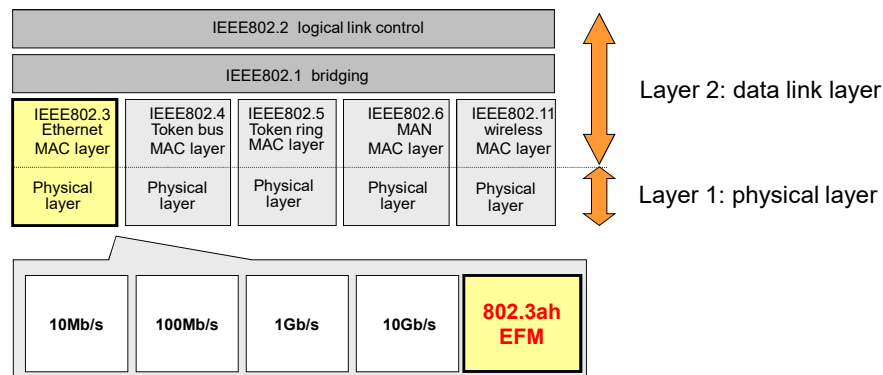 IEEE802.2 logical link control
IEEE802.1 bridging
Layer 2: data link layer
IEEE802.3
Ethernet
MAC layer
IEEE802.4
Token bus
MAC layer
IEEE802.5
Token ring
MAC layer
IEEE802.6
MAN
MAC layer
IEEE802.11
wireless
MAC layer
Physical
layer
Physical
layer
Physical
layer
Physical
layer
Physical
layer
Layer 1: physical layer
10Mb/s
100Mb/s
1Gb/s
10Gb/s
802.3ah
EFM